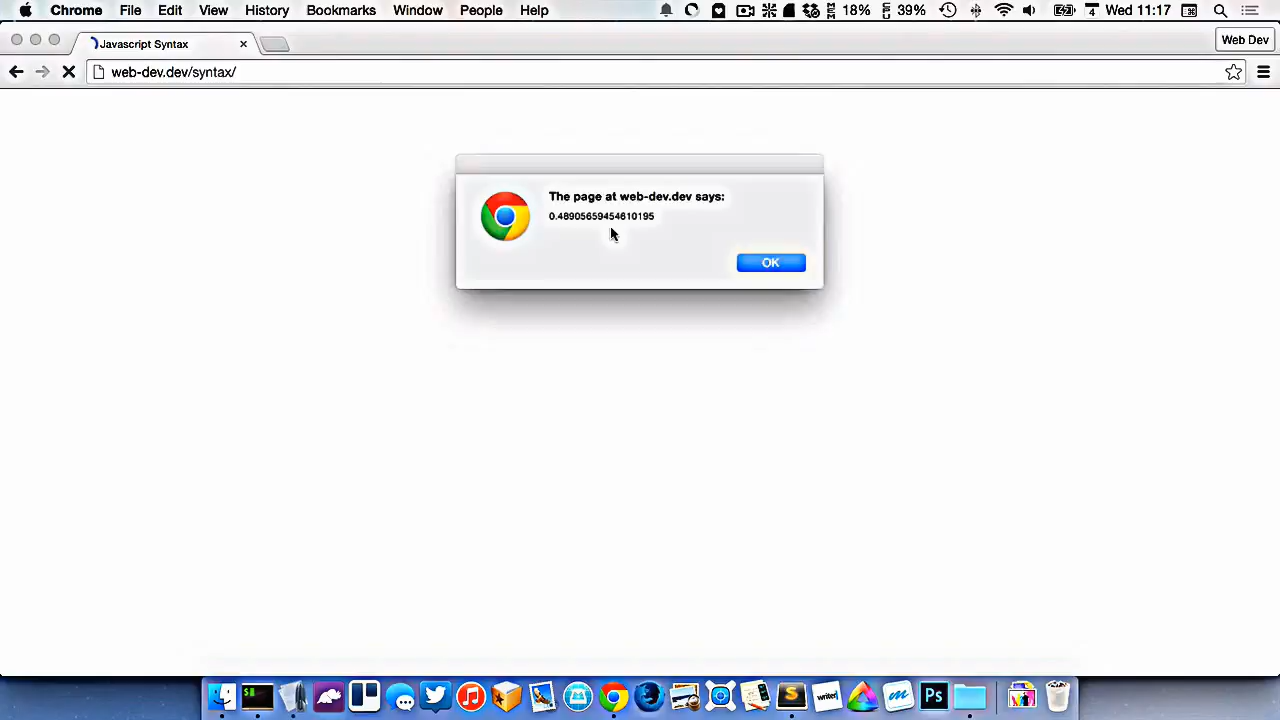 Chrome File Edit View History Bookmarks Window People Help 18% 39% Wed 11:17
Javascript Syntax
Web Dev
web-dev.dev/syntax/
The page at web-dev.dev says:
0.48905659454610195
OK